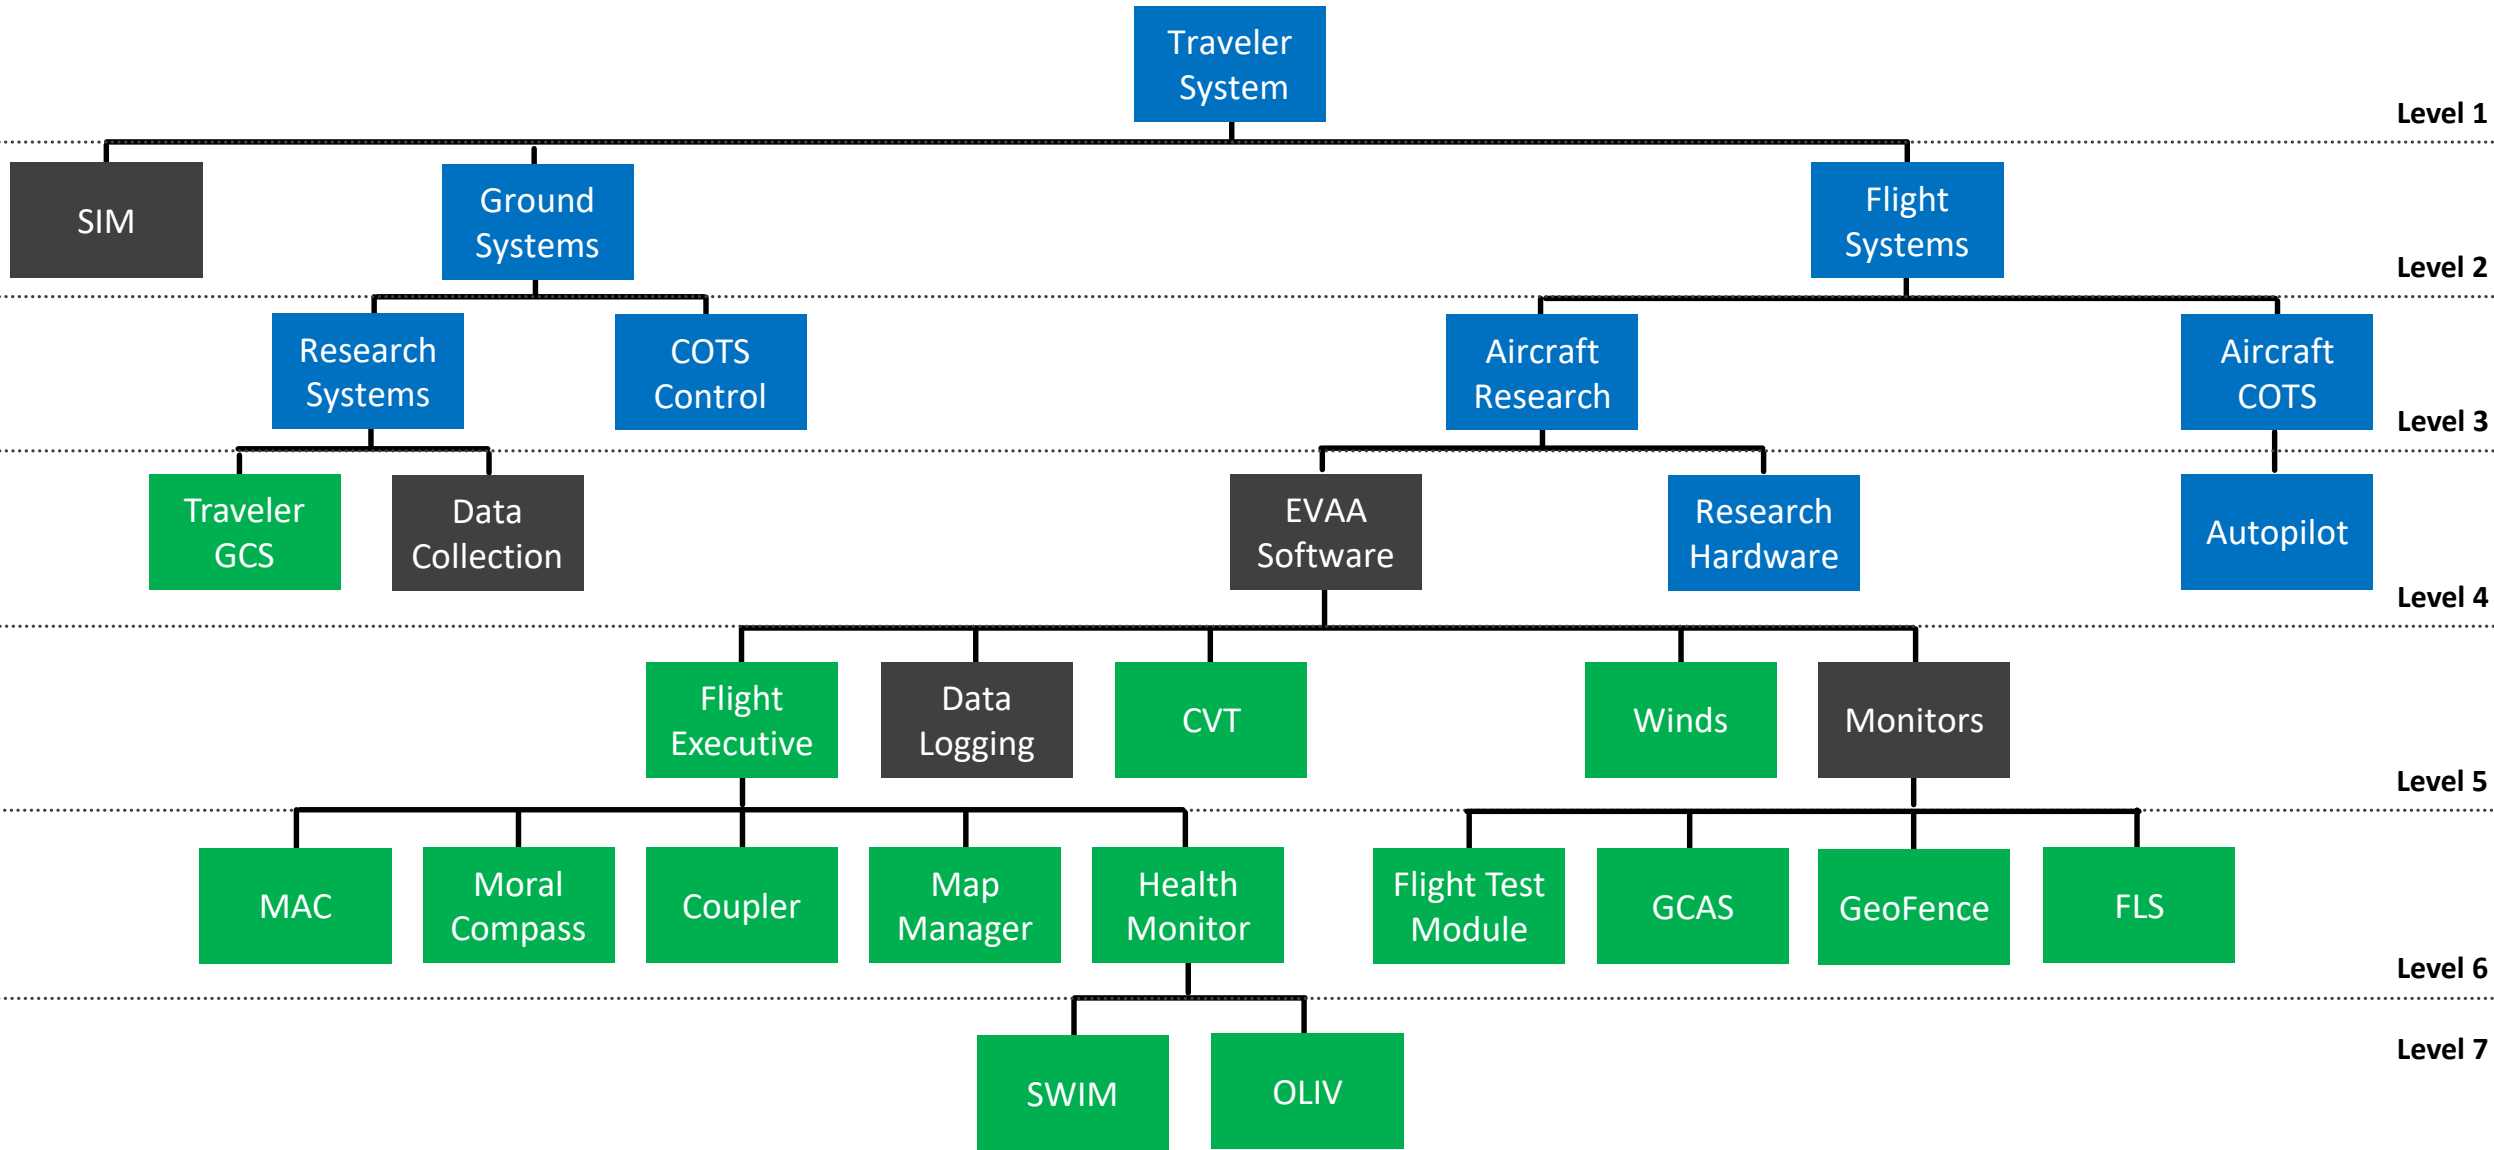 Traveler
System
Level 1
SIM
Ground
Systems
Flight
Systems
Level 2
Research
Systems
COTS
Control
Aircraft
Research
Aircraft
COTS
Level 3
Traveler
GCS
Data
Collection
EVAA
Software
Research
Hardware
Autopilot
Level 4
Flight
Executive
Data
Logging
CVT
Winds
Monitors
Level 5
MAC
Moral
Compass
Coupler
Map
Manager
Health
Monitor
Flight Test
Module
GCAS
GeoFence
FLS
Level 6
SWIM
OLIV
Level 7